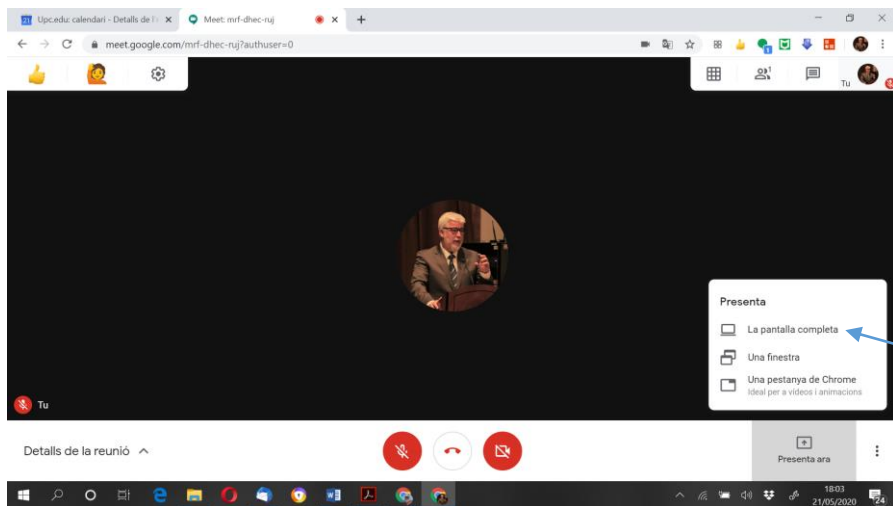 Upc.edu: calendari - Detalls de l'e
Meet: mrf-dhec-ruj
meet.google.com/mrf-dhec-ruj?authuser=0
1
Tu
Presenta
La pantalla completa
Una finestra
Una pestanya de Chrome
Ideal per a vídeos i animacions
Tu
Detalls de la reunió
Presenta ara
18:03
21/05/2020
24